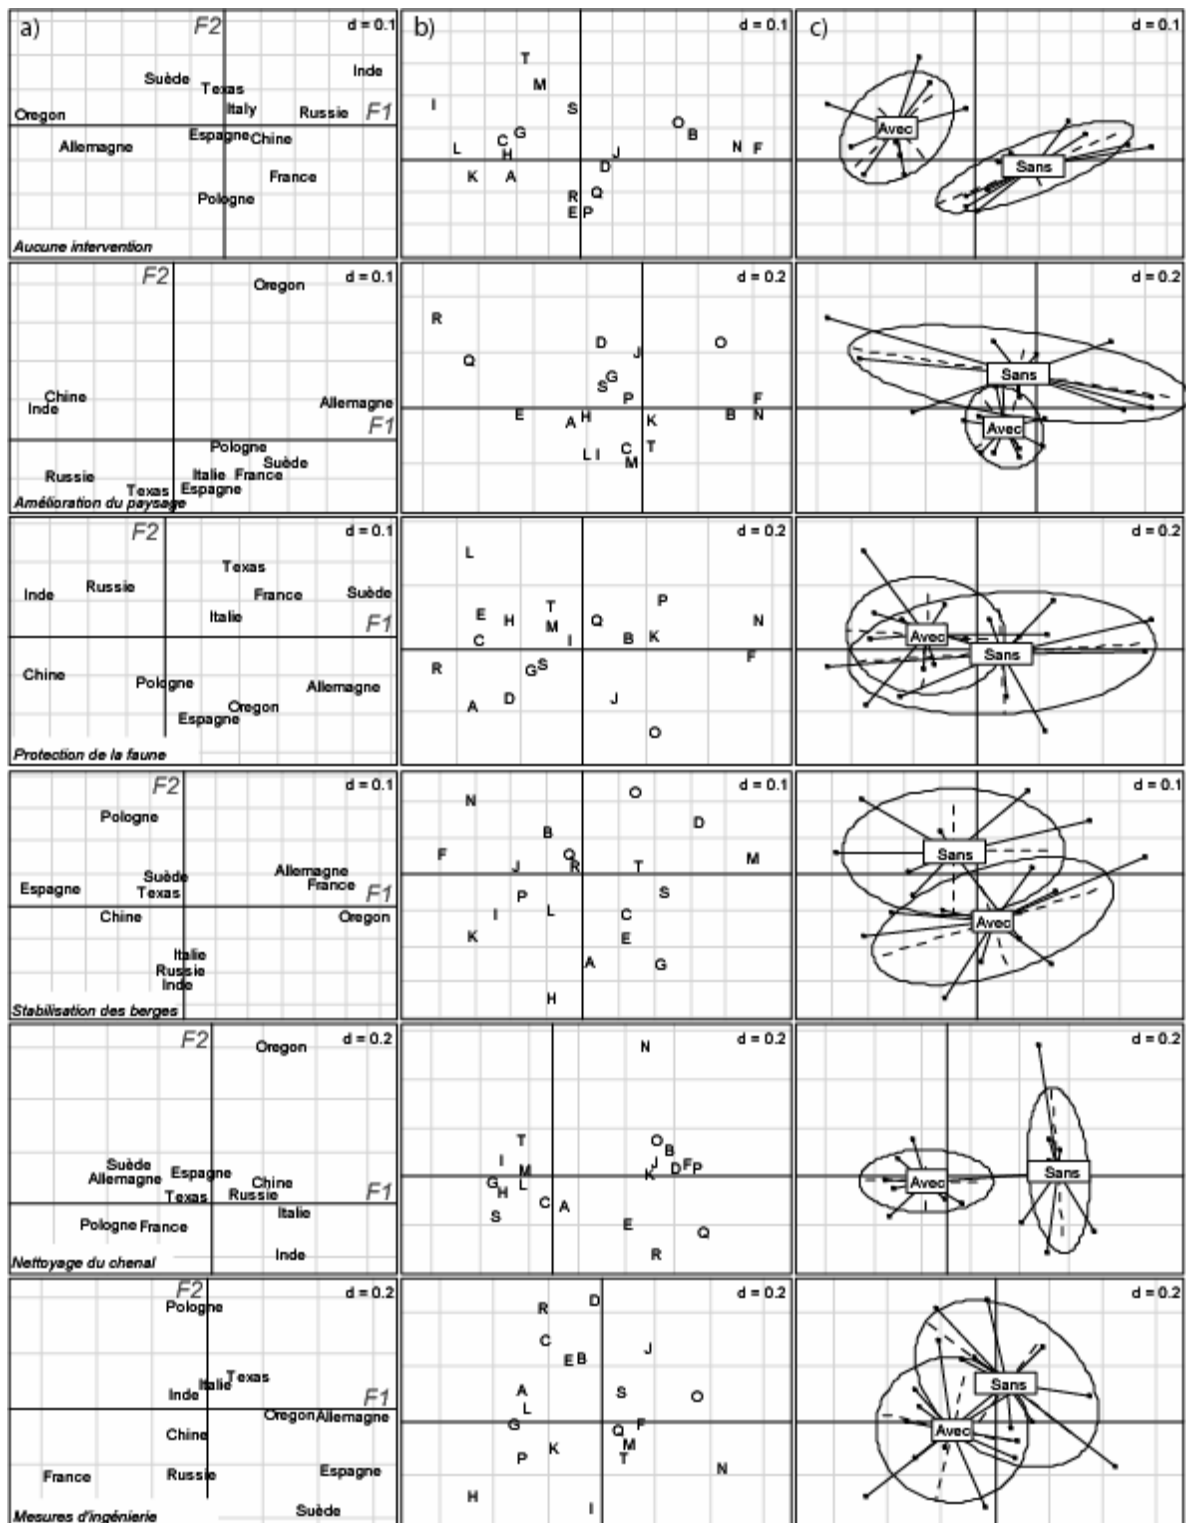 a) F2 d = 0.1
Inde
Suède
Texas
Italy
Russie F1
Oregon
Espagne Chine
Allemagne
France
Pologne
Aucune intervention
b) d = 0.1
T
M
I
S
O
B
G
C
L H J N F
D
K A
Q
R
E P
c) d = 0.1
Avec
Sans
F2 d = 0.1
Oregon
Chine
Inde
Allemagne
F1
Pologne
Suède
Russie Italie France
Texas Espagne
Amélioration du paysage
d = 0.2
R
D O
J
Q
G
S
P F
E H B N
A K
C T
L I
M
d = 0.2
Sans
Avec
F2 d = 0.1
Texas
Russie
Inde France Suède
Italie
F1
Chine
Pologne Allemagne
Oregon
Espagne
Protection de la faune
d = 0.2
L
T P
E H Q N
M
C I B K
F
R G S
D J
A
O
d = 0.2
Avec
Sans
F2 d = 0.1
Pologne
Allemagne
Suède
Espagne Texas France
F1
Chine Oregon
Italie
Russie
Inde
Stabilisation des berges
d = 0.1
N O
D
B
F Q M
J R T
P S
I L C
K E
A G
H
d = 0.1
Sans
Avec
F2 d = 0.2
Oregon
Suède
Allemagne Espagne
Chine
Texas Russie F1
Italie
Pologne France
Inde
Nettoyage du chenal
d = 0.2
N
T O
B
I J
M D F P
K
G L
H
C A
S E
Q
R
d = 0.2
Avec
Sans
F2 d = 0.2
Pologne
Texas
Italie
Inde F1
Oregon Allemagne
Chine
France Russie Espagne
Suède
Mesures d'ingénierie
d = 0.2
R D
C
J
E B
A S O
L
G F
Q
K M
P T
N
H
I
d = 0.2
Sans
Avec